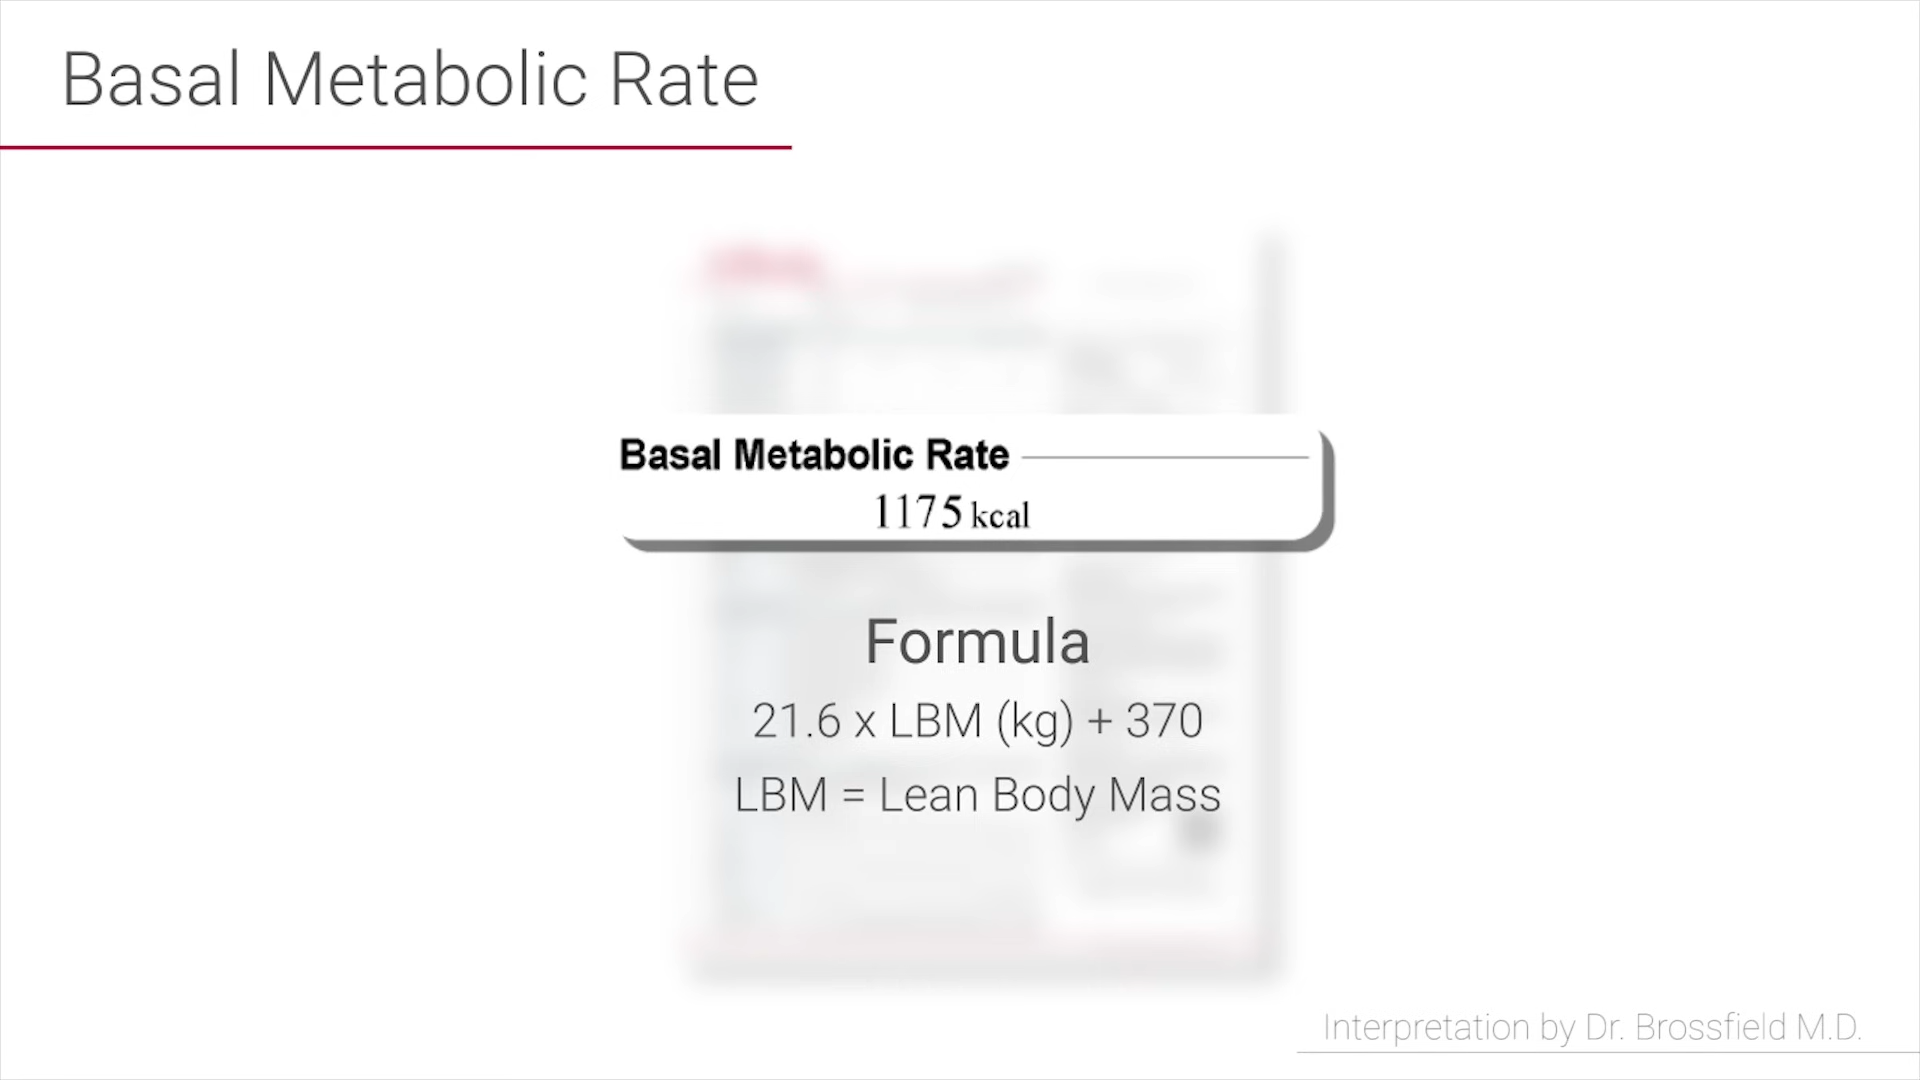 Basal Metabolic Rate
Basal Metabolic Rate
1175 kcal
Formula
21.6 x LBM (kg) + 370
LBM = Lean Body Mass
Interpretation by Dr. Brossfield M.D.